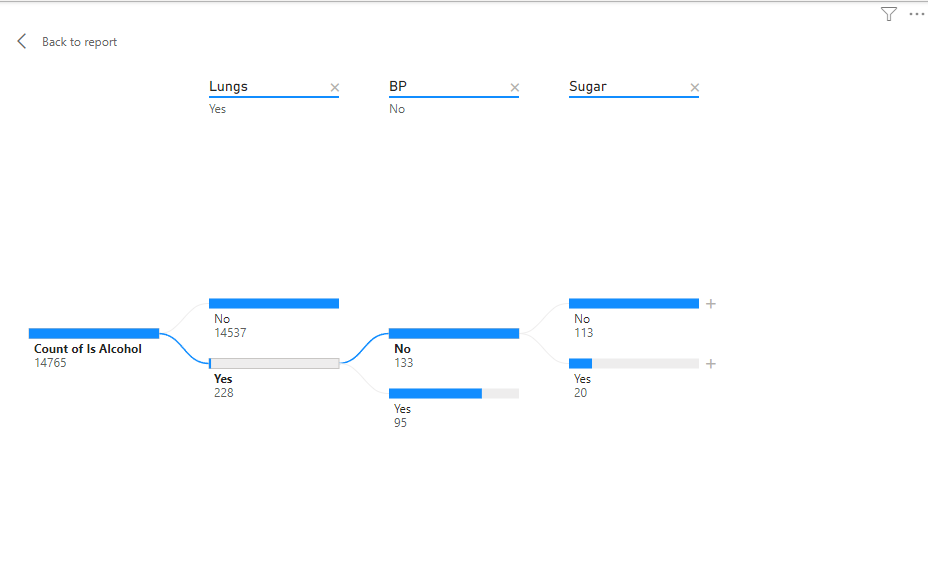 Back to report
Lungs
Yes
BP
No
Sugar
Count of Is Alcohol
14765
No
14537
Yes
228
No
133
Yes
95
No
113
Yes
20